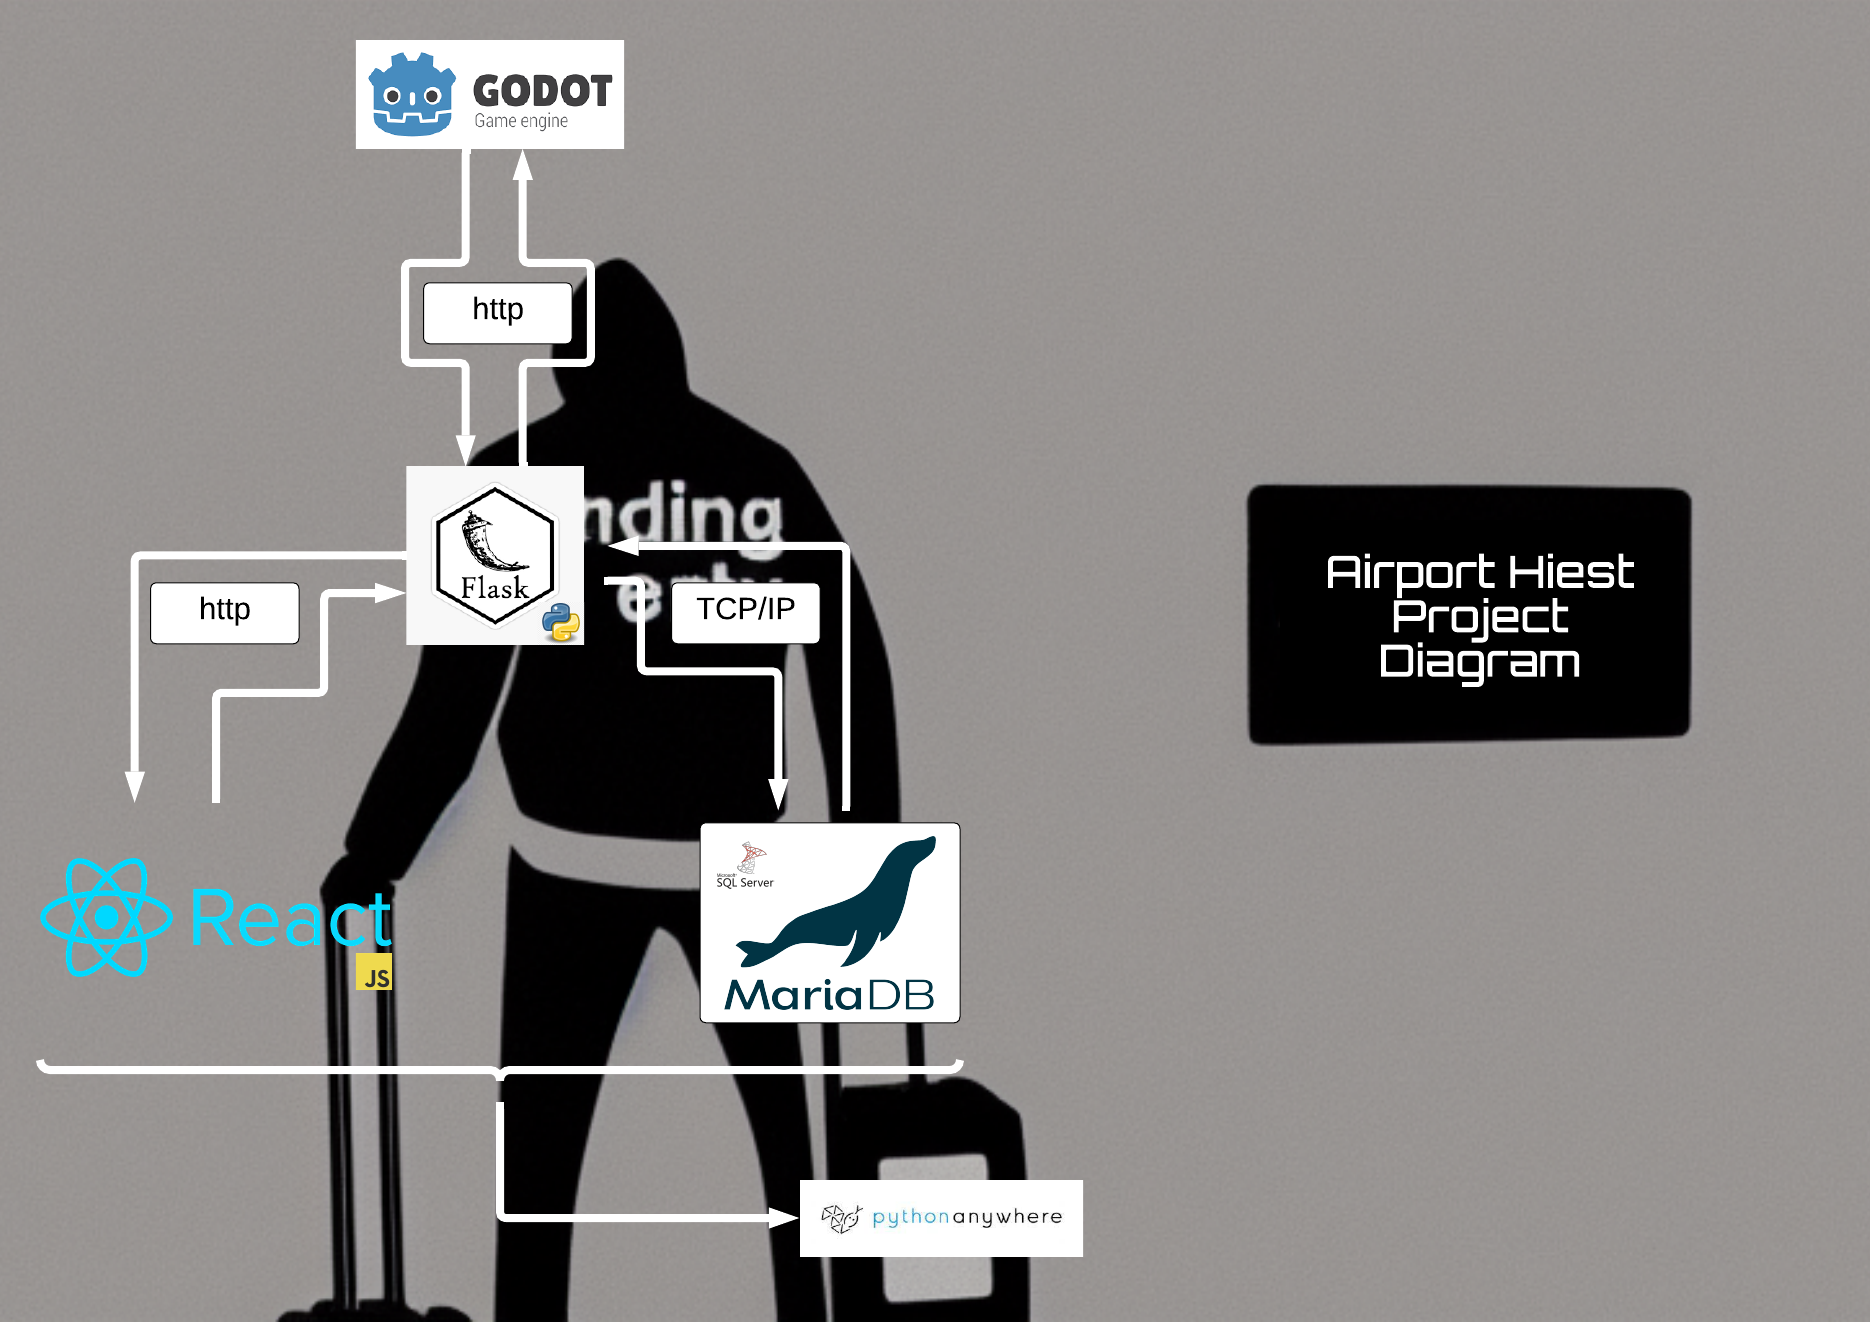 GODOT
Game engine
http
nding
Flask
http
TCP/IP
Airport Hiest
Project
Diagram
React
JS
Microsoft
SQL Server
MariaDB
pythonanywhere